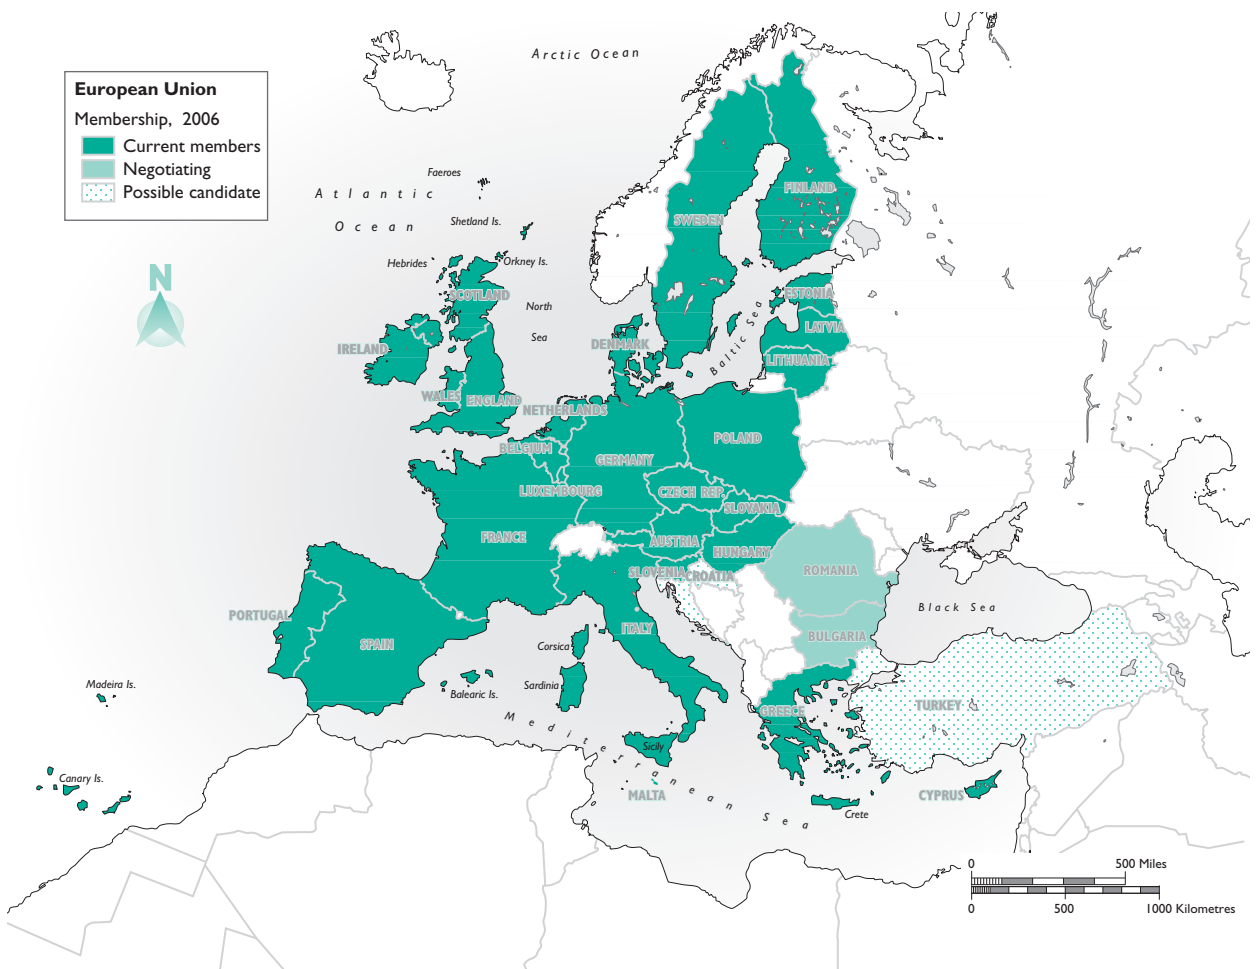 Arctic Ocean
European Union
Membership, 2006
Current members
Negotiating
Possible candidate
Faeroes
Atlantic
Ocean
Shetland Is.
FINLAND
SWEDEN
Hebrides
Orkney Is.
N
SCOTLAND
ESTONIA
North
Sea
LATVIA
Baltic Sea
IRELAND
DENMARK
LITHUANIA
WALES
ENGLAND
NETHERLANDS
POLAND
BELGIUM
GERMANY
LUXEMBOURG
CZECH REP.
SLOVAKIA
FRANCE
AUSTRIA
HUNGARY
SLOVENIA
CROATIA
ROMANIA
Black Sea
PORTUGAL
SPAIN
ITALY
BULGARIA
Corsica
Madeira Is.
Balearic Is.
Sardinia
TURKEY
GREECE
Mediterranean Sea
Sicily
Canary Is.
MALTA
CYPRUS
Crete
0 500 Miles
0 500 1000 Kilometres